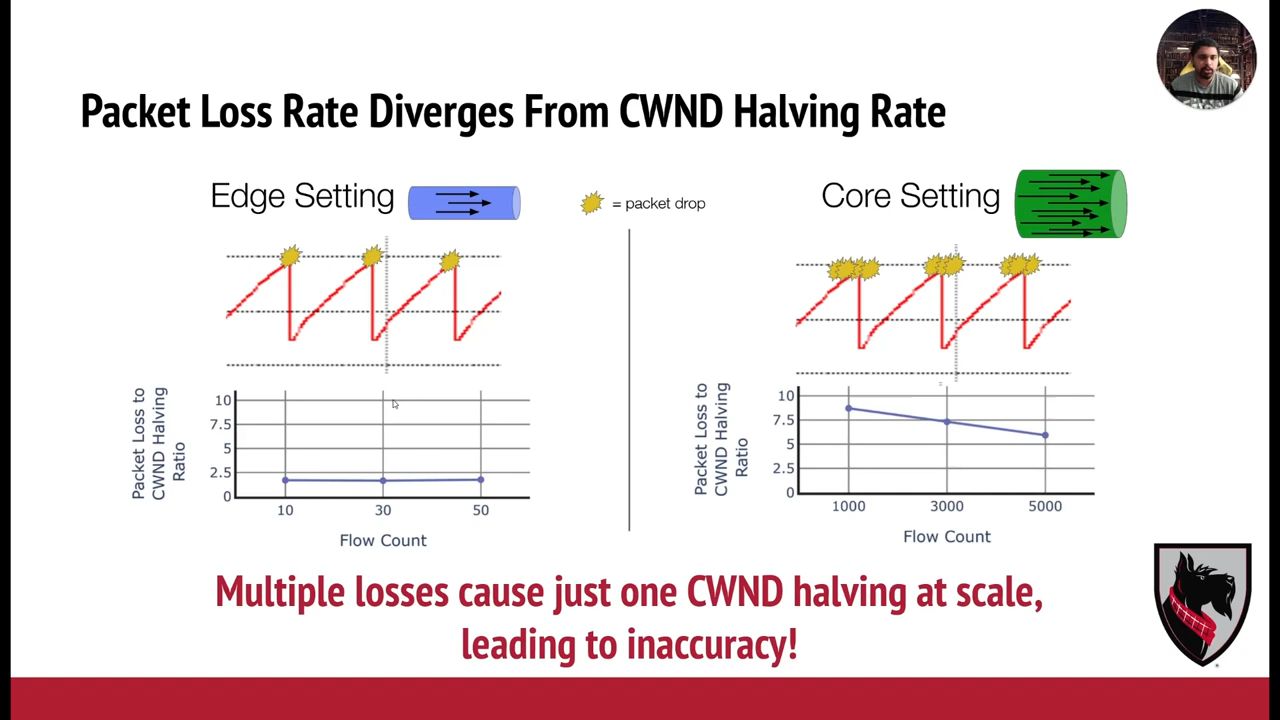 Packet Loss Rate Diverges From CWND Halving Rate
Edge Setting
= packet drop
Core Setting
Packet Loss to
CWND Halving
Ratio
10
7.5
5
2.5
0
10 30 50
Flow Count
Packet Loss to
CWND Halving
Ratio
10
7.5
5
2.5
0
1000 3000 5000
Flow Count
Multiple losses cause just one CWND halving at scale,
leading to inaccuracy!